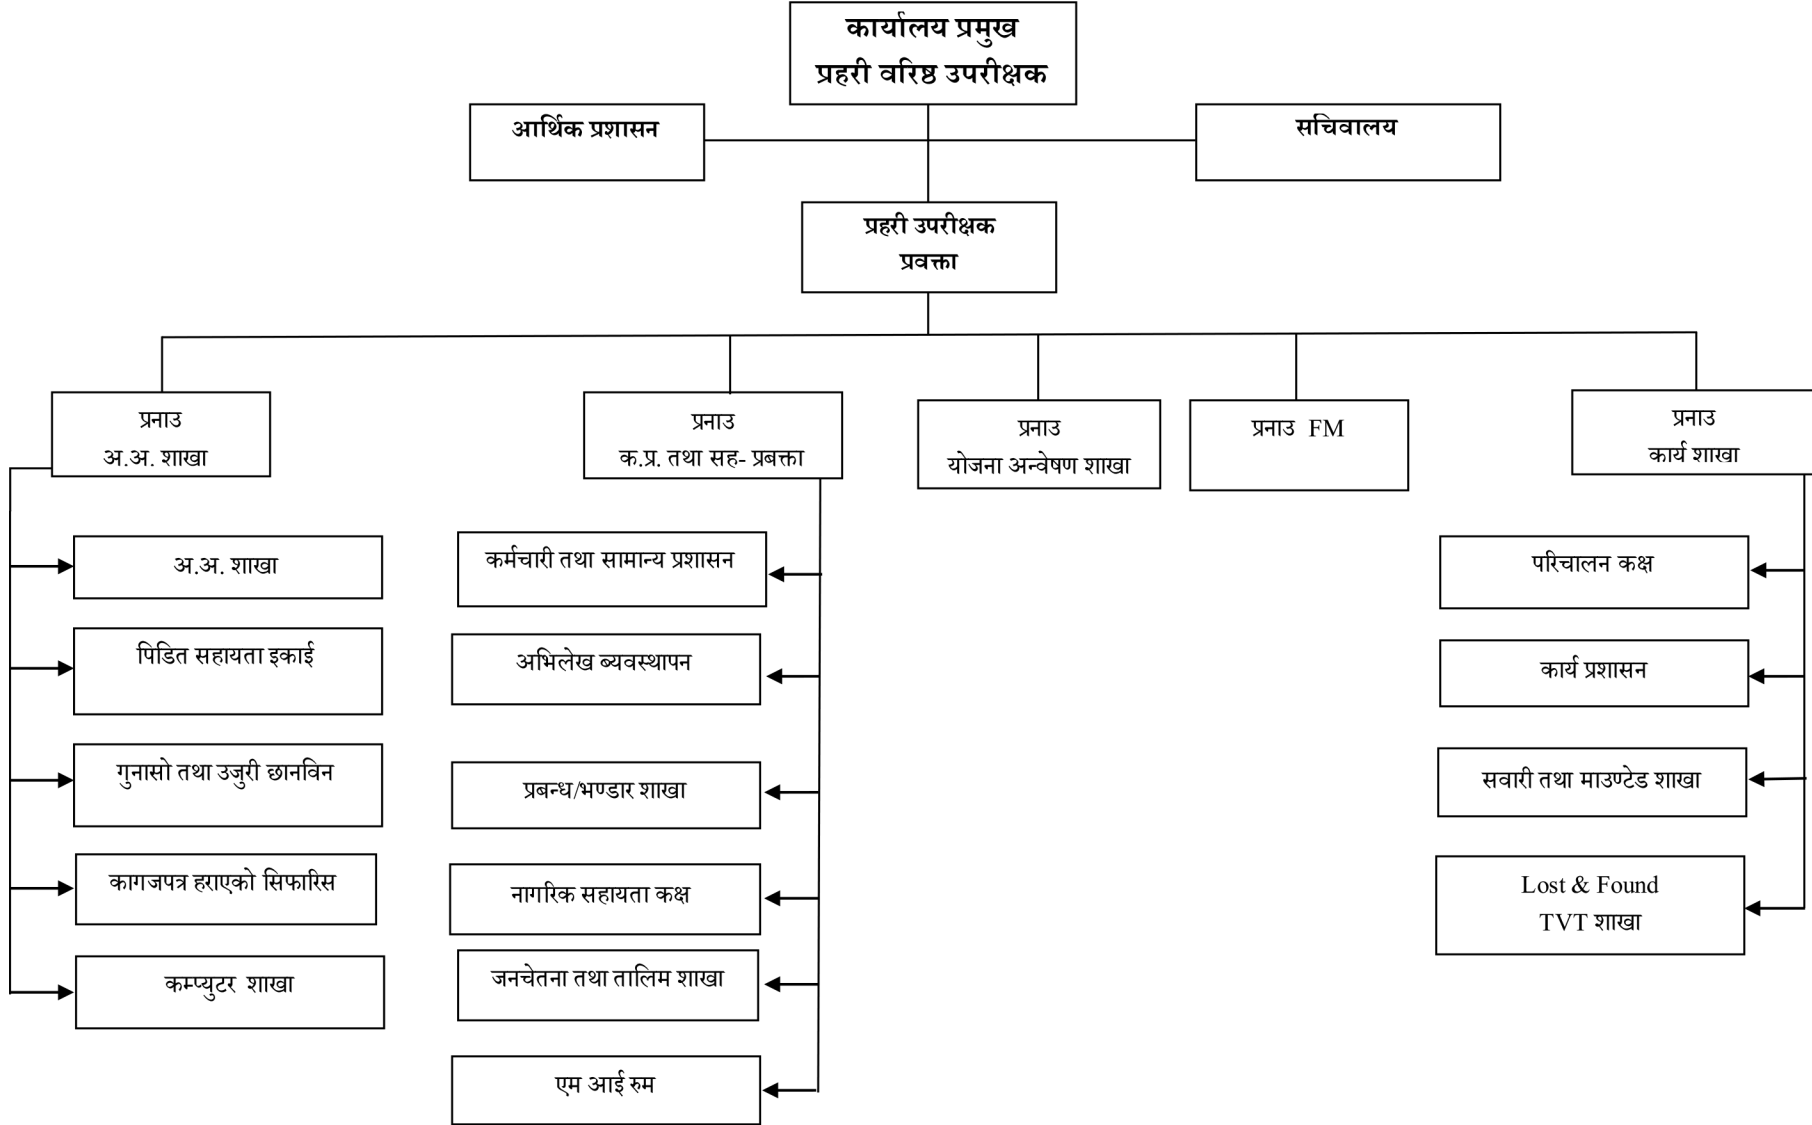 कार्यालय प्रमुख
प्रहरी वरिष्ठ उपरीक्षक
आर्थिक प्रशासन
सचिवालय
प्रहरी उपरीक्षक
प्रवक्ता
प्रनाउ
अ.अ. शाखा
प्रनाउ
क.प्र. तथा सह- प्रबक्ता
प्रनाउ
योजना अन्वेषण शाखा
प्रनाउ FM
प्रनाउ
कार्य शाखा
अ.अ. शाखा
पिडित सहायता इकाई
गुनासो तथा उजुरी छानविन
कागजपत्र हराएको सिफारिस
कम्प्युटर शाखा
कर्मचारी तथा सामान्य प्रशासन
अभिलेख ब्यवस्थापन
प्रबन्ध/भण्डार शाखा
नागरिक सहायता कक्ष
जनचेतना तथा तालिम शाखा
एम आई रुम
परिचालन कक्ष
कार्य प्रशासन
सवारी तथा माउण्टेड शाखा
Lost & Found
TVT शाखा